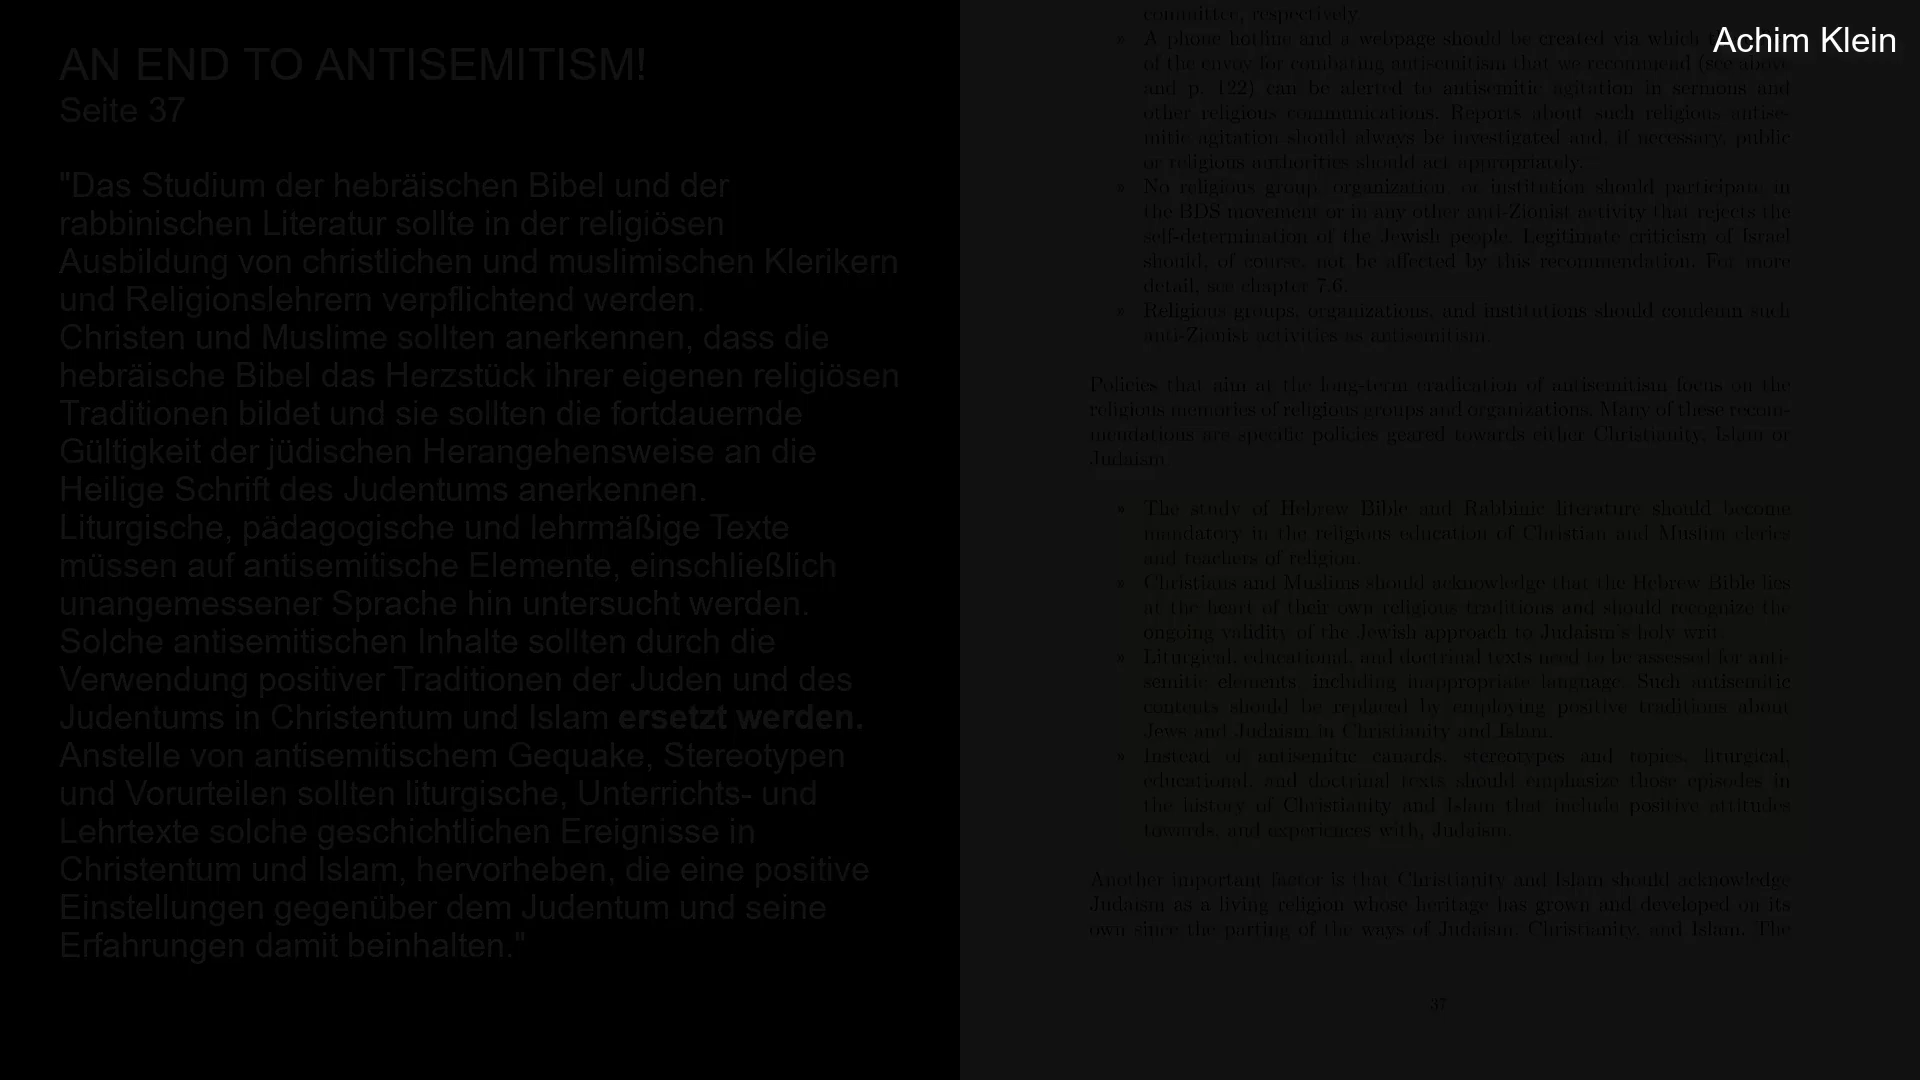 AN END TO ANTISEMITISM!
Seite 37
"Das Studium der hebräischen Bibel und der
rabbinischen Literatur sollte in der religiösen
Ausbildung von christlichen und muslimischen Klerikern
und Religionslehrern verpflichtend werden.
Christen und Muslime sollten anerkennen, dass die
hebräische Bibel das Herzstück ihrer eigenen religiösen
Traditionen bildet und sie sollten die fortdauernde
Gültigkeit der jüdischen Herangehensweise an die
Heilige Schrift des Judentums anerkennen.
Liturgische, pädagogische und lehrmäßige Texte
müssen auf antisemitische Elemente, einschließlich
unangemessener Sprache hin untersucht werden.
Solche antisemitischen Inhalte sollten durch die
Verwendung positiver Traditionen der Juden und des
Judentums in Christentum und Islam ersetzt werden.
Anstelle von antisemitischem Gequake, Stereotypen
und Vorurteilen sollten liturgische, Unterrichts- und
Lehrtexte solche geschichtlichen Ereignisse in
Christentum und Islam, hervorheben, die eine positive
Einstellungen gegenüber dem Judentum und seine
Erfahrungen damit beinhalten."
committee, respectively.
» A phone hotline and a webpage should be created via which
of the envoy for combating antisemitism that we recommend (see above
and p. 122) can be alerted to antisemitic agitation in sermons and
other religious communications. Reports about such religious antise-
mitic agitation should always be investigated and, if necessary, public
or religious authorities should act appropriately.
» No religious group, organization, or institution should participate in
the BDS movement or in any other anti-Zionist activity that rejects the
self-determination of the Jewish people. Legitimate criticism of Israel
should, of course, not be affected by this recommendation. For more
detail, see chapter 7.6.
» Religious groups, organizations, and institutions should condemn such
anti-Zionist activities as antisemitism.
Policies that aim at the long-term eradication of antisemitism focus on the
religious memories of religious groups and organizations. Many of these recom-
mendations are specific policies geared towards either Christianity, Islam or
Judaism.
» The study of Hebrew Bible and Rabbinic literature should become
mandatory in the religious education of Christian and Muslim clerics
and teachers of religion.
» Christians and Muslims should acknowledge that the Hebrew Bible lies
at the heart of their own religious traditions and should recognize the
ongoing validity of the Jewish approach to Judaism's holy writ.
» Liturgical, educational, and doctrinal texts need to be assessed for anti-
semitic elements, including inappropriate language. Such antisemitic
contents should be replaced by employing positive traditions about
Jews and Judaism in Christianity and Islam.
» Instead of antisemitic canards, stereotypes and topics, liturgical,
educational, and doctrinal texts should emphasize those episodes in
the history of Christianity and Islam that include positive attitudes
towards, and experiences with, Judaism.
Another important factor is that Christianity and Islam should acknowledge
Judaism as a living religion whose heritage has grown and developed on its
own since the parting of the ways of Judaism, Christianity, and Islam. The
37
Achim Klein